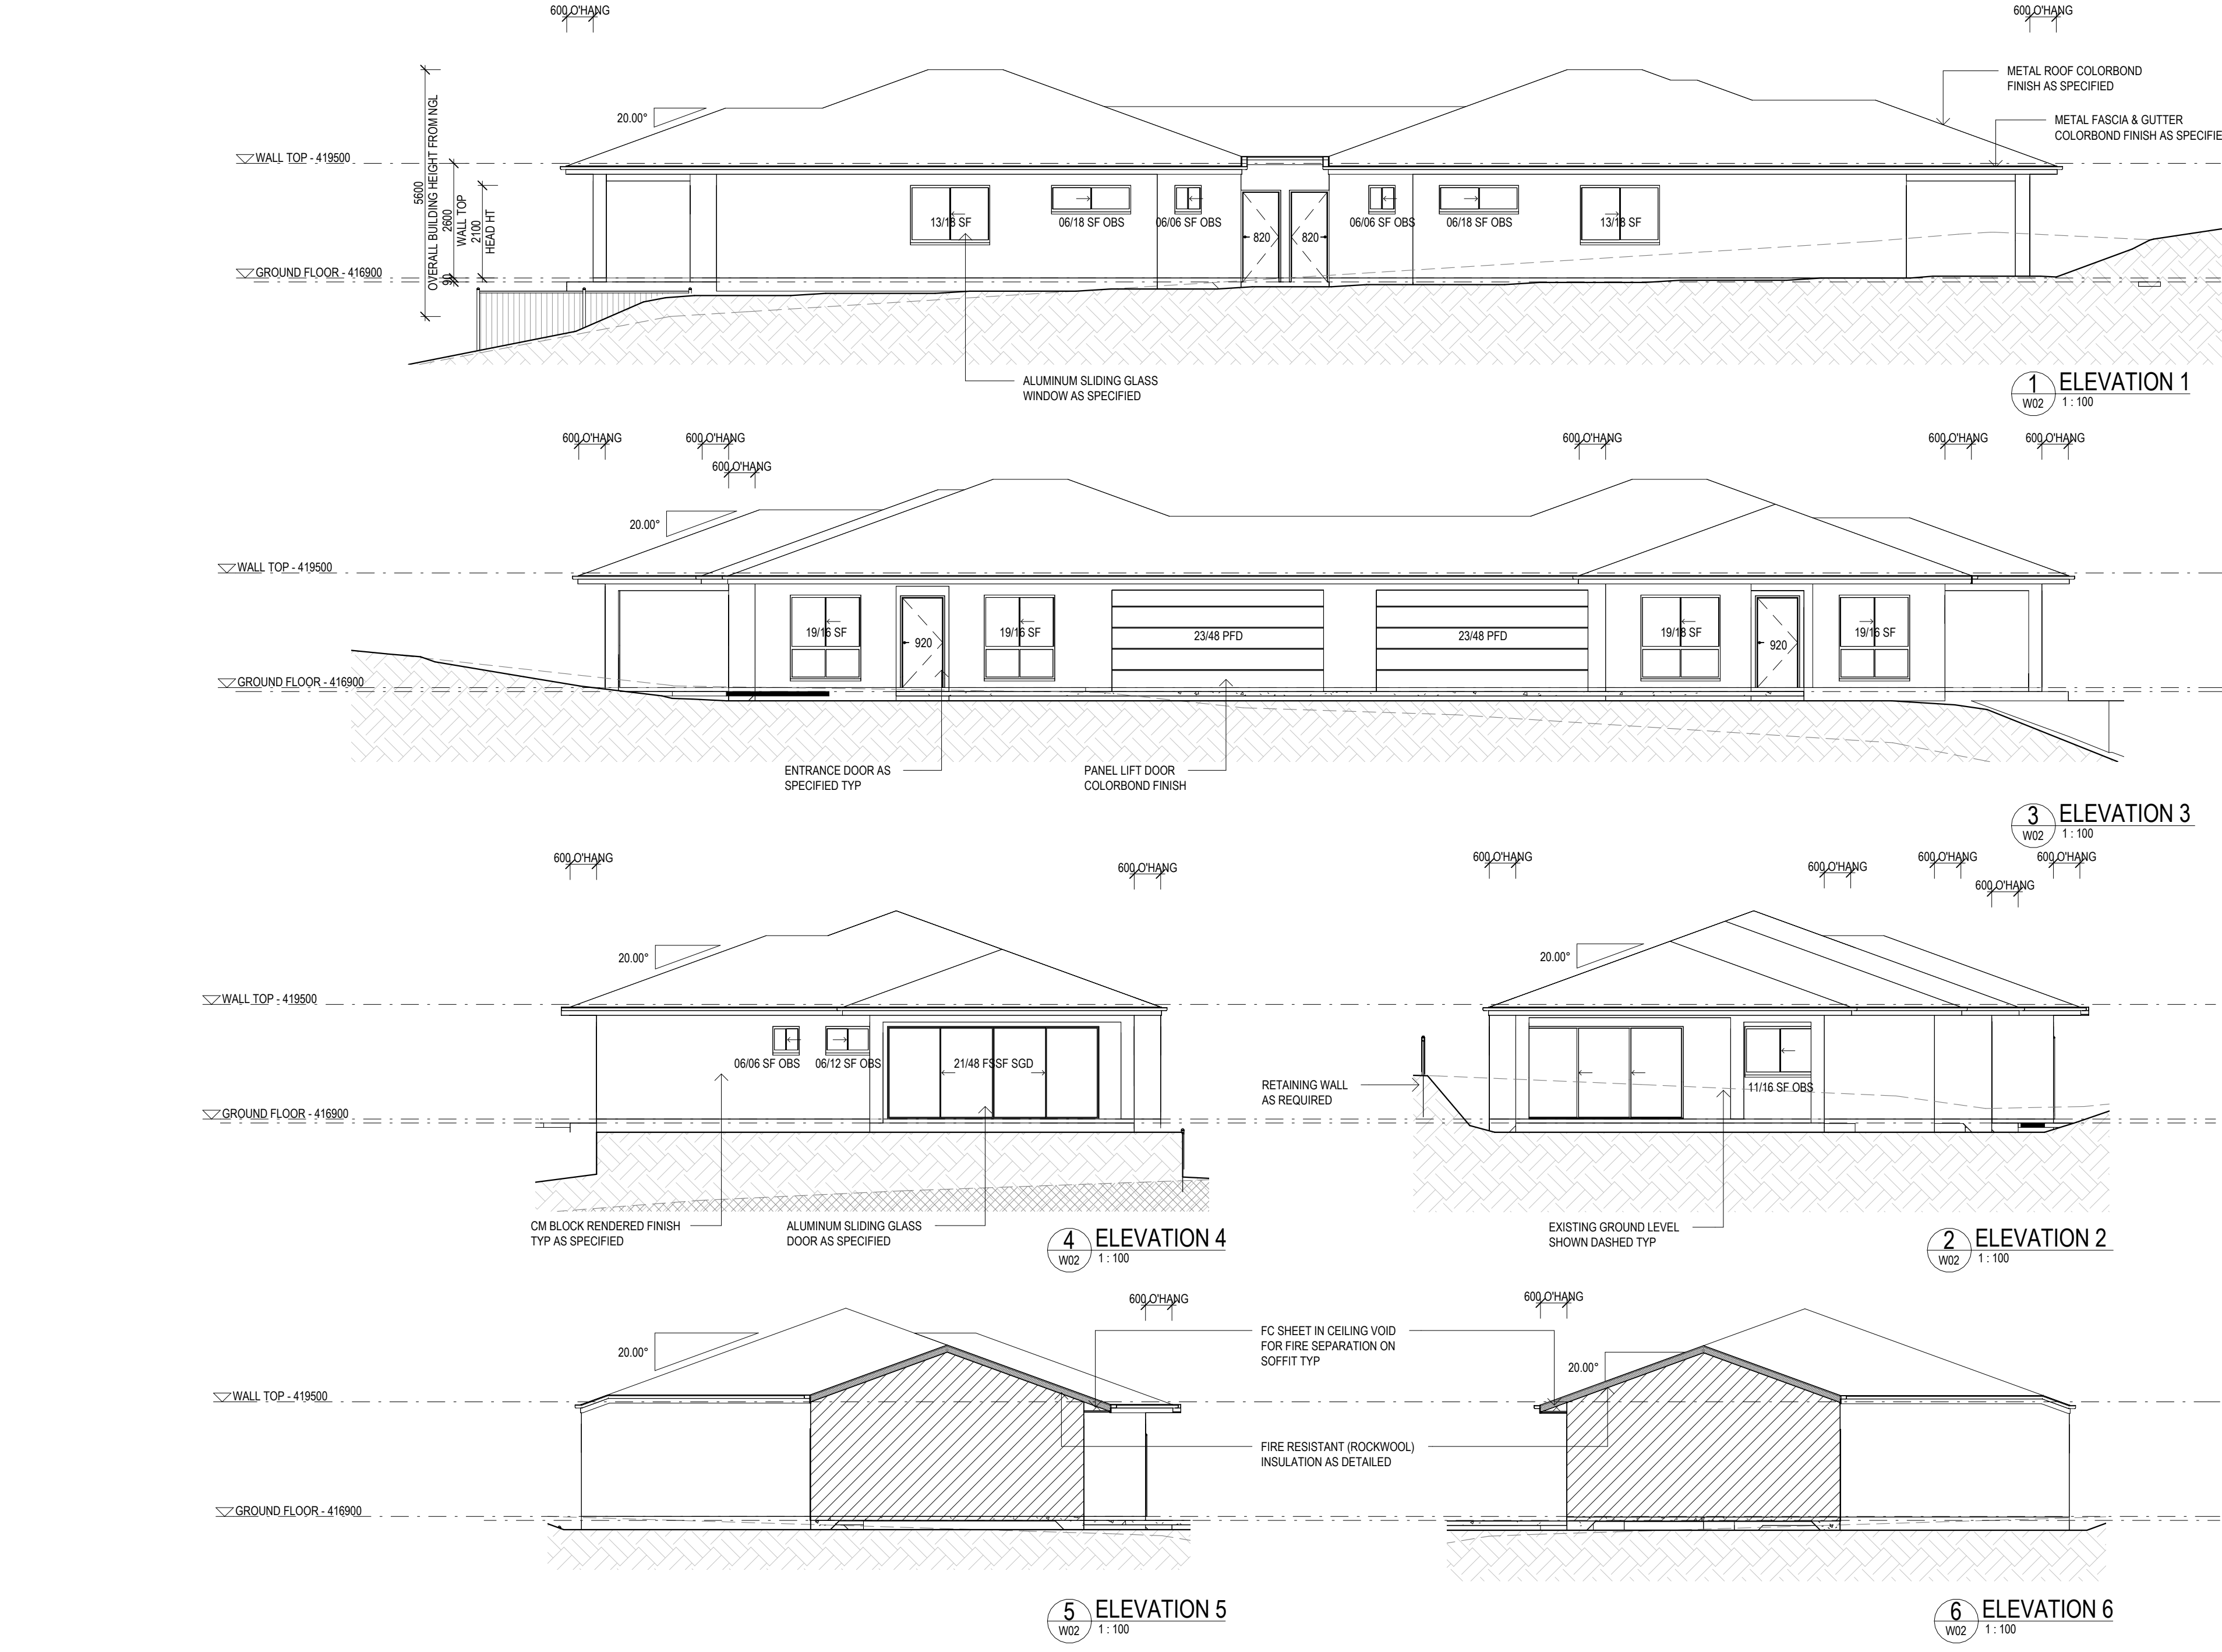 600 O'HANG
600 O'HANG
METAL ROOF COLORBOND
FINISH AS SPECIFIED
20.00°
METAL FASCIA & GUTTER
COLORBOND FINISH AS SPECIFIE
WALL TOP - 419500
5600
OVERALL BUILDING HEIGHT FROM NGL
2600
WALL TOP
2100
HEAD HT
90
13/18 SF
06/18 SF OBS
06/06 SF OBS
820
820
06/06 SF OBS
06/18 SF OBS
13/18 SF
GROUND FLOOR - 416900
ALUMINUM SLIDING GLASS
WINDOW AS SPECIFIED
1
W02
ELEVATION 1
1 : 100
600 O'HANG
600 O'HANG
600 O'HANG
600 O'HANG
600 O'HANG
600 O'HANG
20.00°
WALL TOP - 419500
19/16 SF
920
19/16 SF
23/48 PFD
23/48 PFD
19/18 SF
920
19/16 SF
GROUND FLOOR - 416900
ENTRANCE DOOR AS
SPECIFIED TYP
PANEL LIFT DOOR
COLORBOND FINISH
3
W02
ELEVATION 3
1 : 100
600 O'HANG
600 O'HANG
20.00°
WALL TOP - 419500
06/06 SF OBS
06/12 SF OBS
21/48 FSSF SGD
GROUND FLOOR - 416900
CM BLOCK RENDERED FINISH
TYP AS SPECIFIED
ALUMINUM SLIDING GLASS
DOOR AS SPECIFIED
4
W02
ELEVATION 4
1 : 100
600 O'HANG
600 O'HANG
600 O'HANG
600 O'HANG
600 O'HANG
20.00°
RETAINING WALL
AS REQUIRED
11/16 SF OBS
EXISTING GROUND LEVEL
SHOWN DASHED TYP
2
W02
ELEVATION 2
1 : 100
600 O'HANG
20.00°
WALL TOP - 419500
GROUND FLOOR - 416900
FC SHEET IN CEILING VOID
FOR FIRE SEPARATION ON
SOFFIT TYP
FIRE RESISTANT (ROCKWOOL)
INSULATION AS DETAILED
5
W02
ELEVATION 5
1 : 100
600 O'HANG
20.00°
6
W02
ELEVATION 6
1 : 100